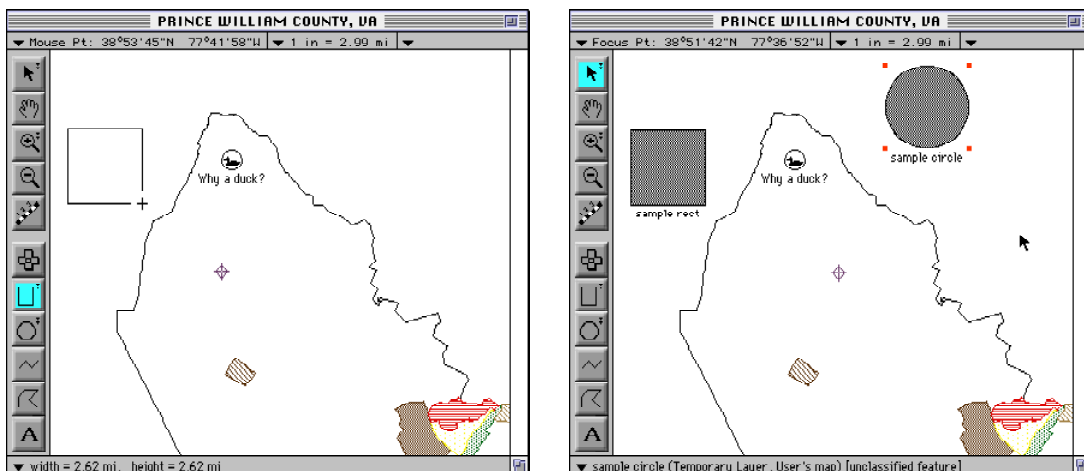 PRINCE WILLIAM COUNTY, VA
Mouse Pt: 38°53'45"N 77°41'58"W 1 in = 2.99 mi
Why a duck?
A
width = 2.62 mi, height = 2.62 mi
PRINCE WILLIAM COUNTY, VA
Focus Pt: 38°51'42"N 77°36'52"W 1 in = 2.99 mi
sample circle
Why a duck?
sample rect
A
sample circle (Temporary Layer, User's map) [unclassified feature]